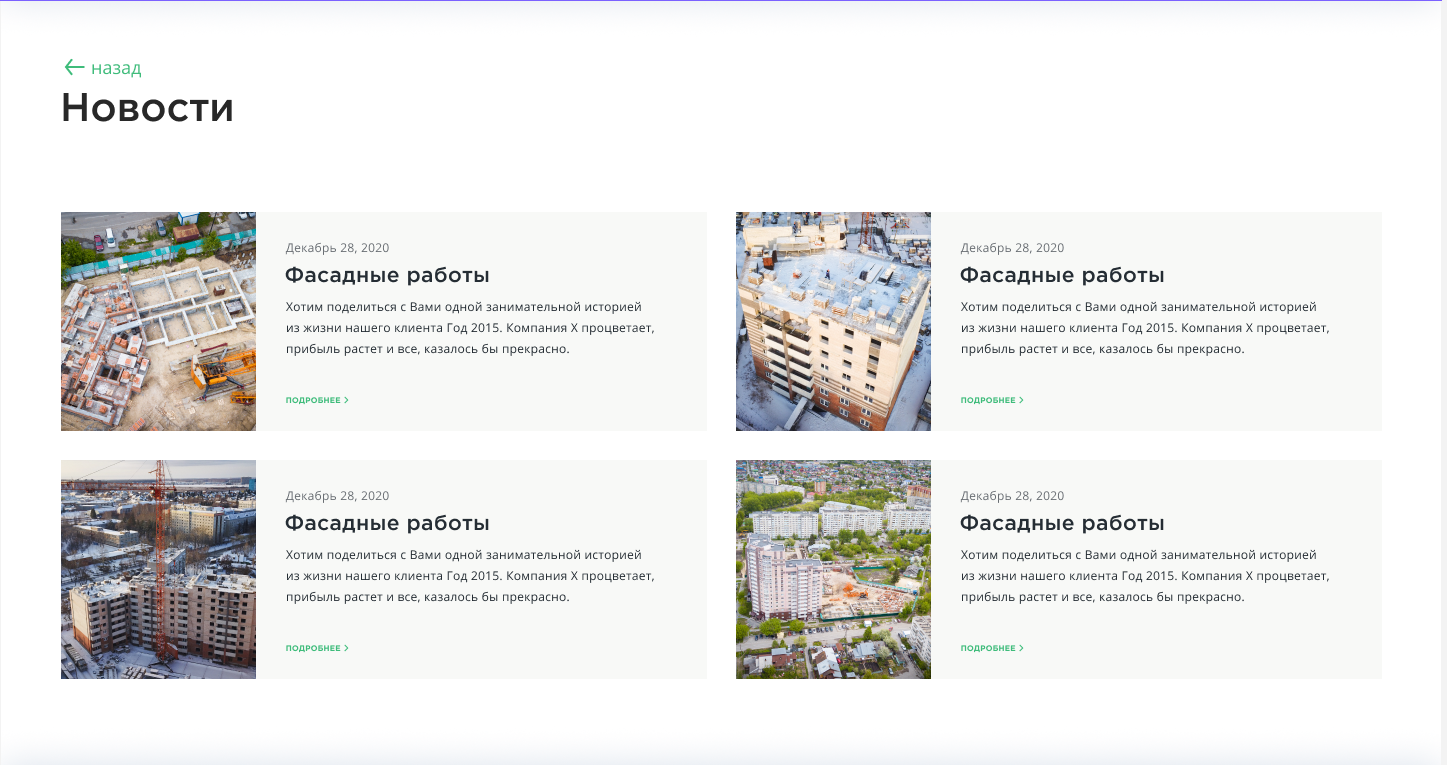 ← назад
Новости
Декабрь 28, 2020
Фасадные работы
Хотим поделиться с Вами одной занимательной историей
из жизни нашего клиента Год 2015. Компания X процветает,
прибыль растет и все, казалось бы прекрасно.
ПОДРОБНЕЕ >
Декабрь 28, 2020
Фасадные работы
Хотим поделиться с Вами одной занимательной историей
из жизни нашего клиента Год 2015. Компания X процветает,
прибыль растет и все, казалось бы прекрасно.
ПОДРОБНЕЕ >
Декабрь 28, 2020
Фасадные работы
Хотим поделиться с Вами одной занимательной историей
из жизни нашего клиента Год 2015. Компания X процветает,
прибыль растет и все, казалось бы прекрасно.
ПОДРОБНЕЕ >
Декабрь 28, 2020
Фасадные работы
Хотим поделиться с Вами одной занимательной историей
из жизни нашего клиента Год 2015. Компания X процветает,
прибыль растет и все, казалось бы прекрасно.
ПОДРОБНЕЕ >